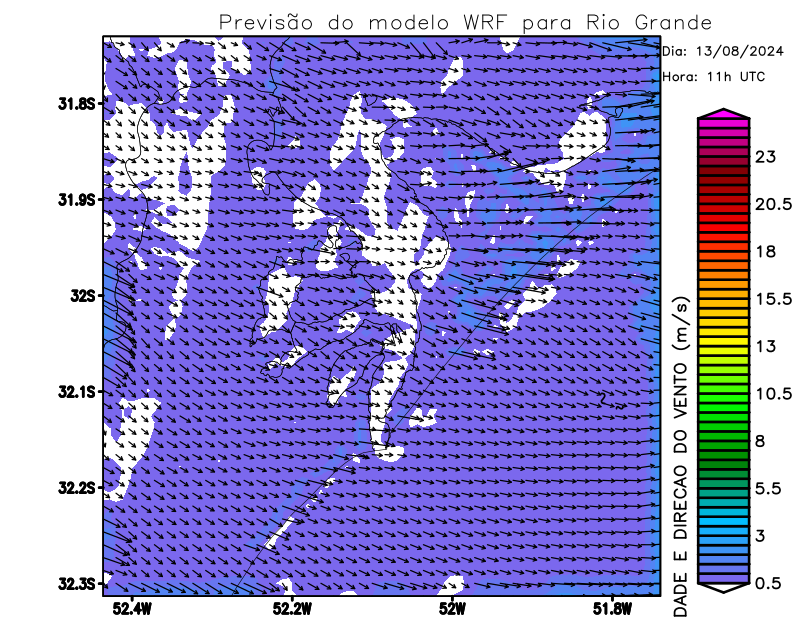 Previsão do modelo WRF para Rio Grande
Dia: 13/08/2024
Hora: 11h UTC
31.8S
31.9S
32S
32.1S
32.2S
32.3S
52.4W
52.2W
52W
51.8W
23
20.5
18
15.5
13
10.5
8
5.5
3
0.5
DADE E DIRECAO DO VENTO (m/s)